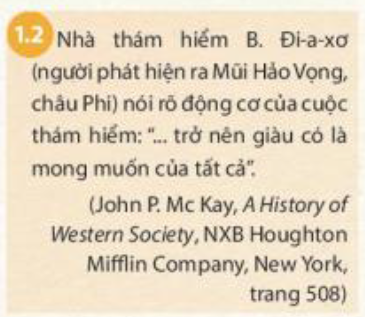 1.2 Nhà thám hiểm B. Đi-a-xơ
(người phát hiện ra Mũi Hảo Vọng,
châu Phi) nói rõ động cơ của cuộc
thám hiểm: “... trở nên giàu có là
mong muốn của tất cả”.
(John P. Mc Kay, A History of
Western Society, NXB Houghton
Mifflin Company, New York,
trang 508)